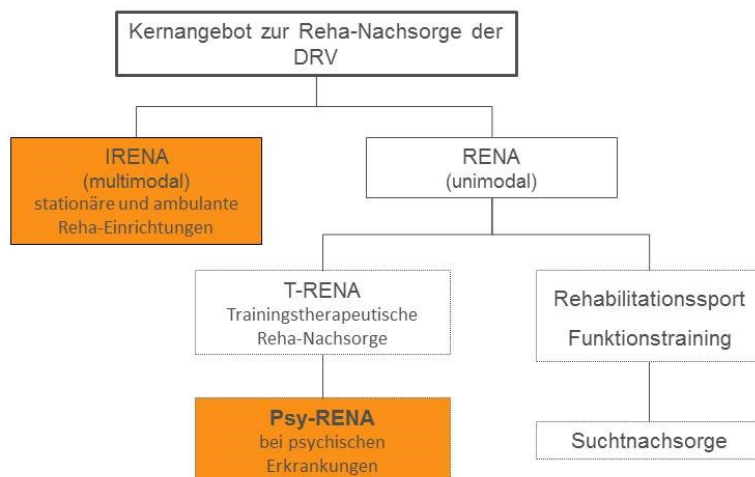 Kernangebot zur Reha-Nachsorge der
DRV
IRENA
(multimodal)
stationäre und ambulante
Reha-Einrichtungen
RENA
(unimodal)
T-RENA
Trainingstherapeutische
Reha-Nachsorge
Rehabilitationssport
Funktionstraining
Psy-RENA
bei psychischen
Erkrankungen
Suchtnachsorge